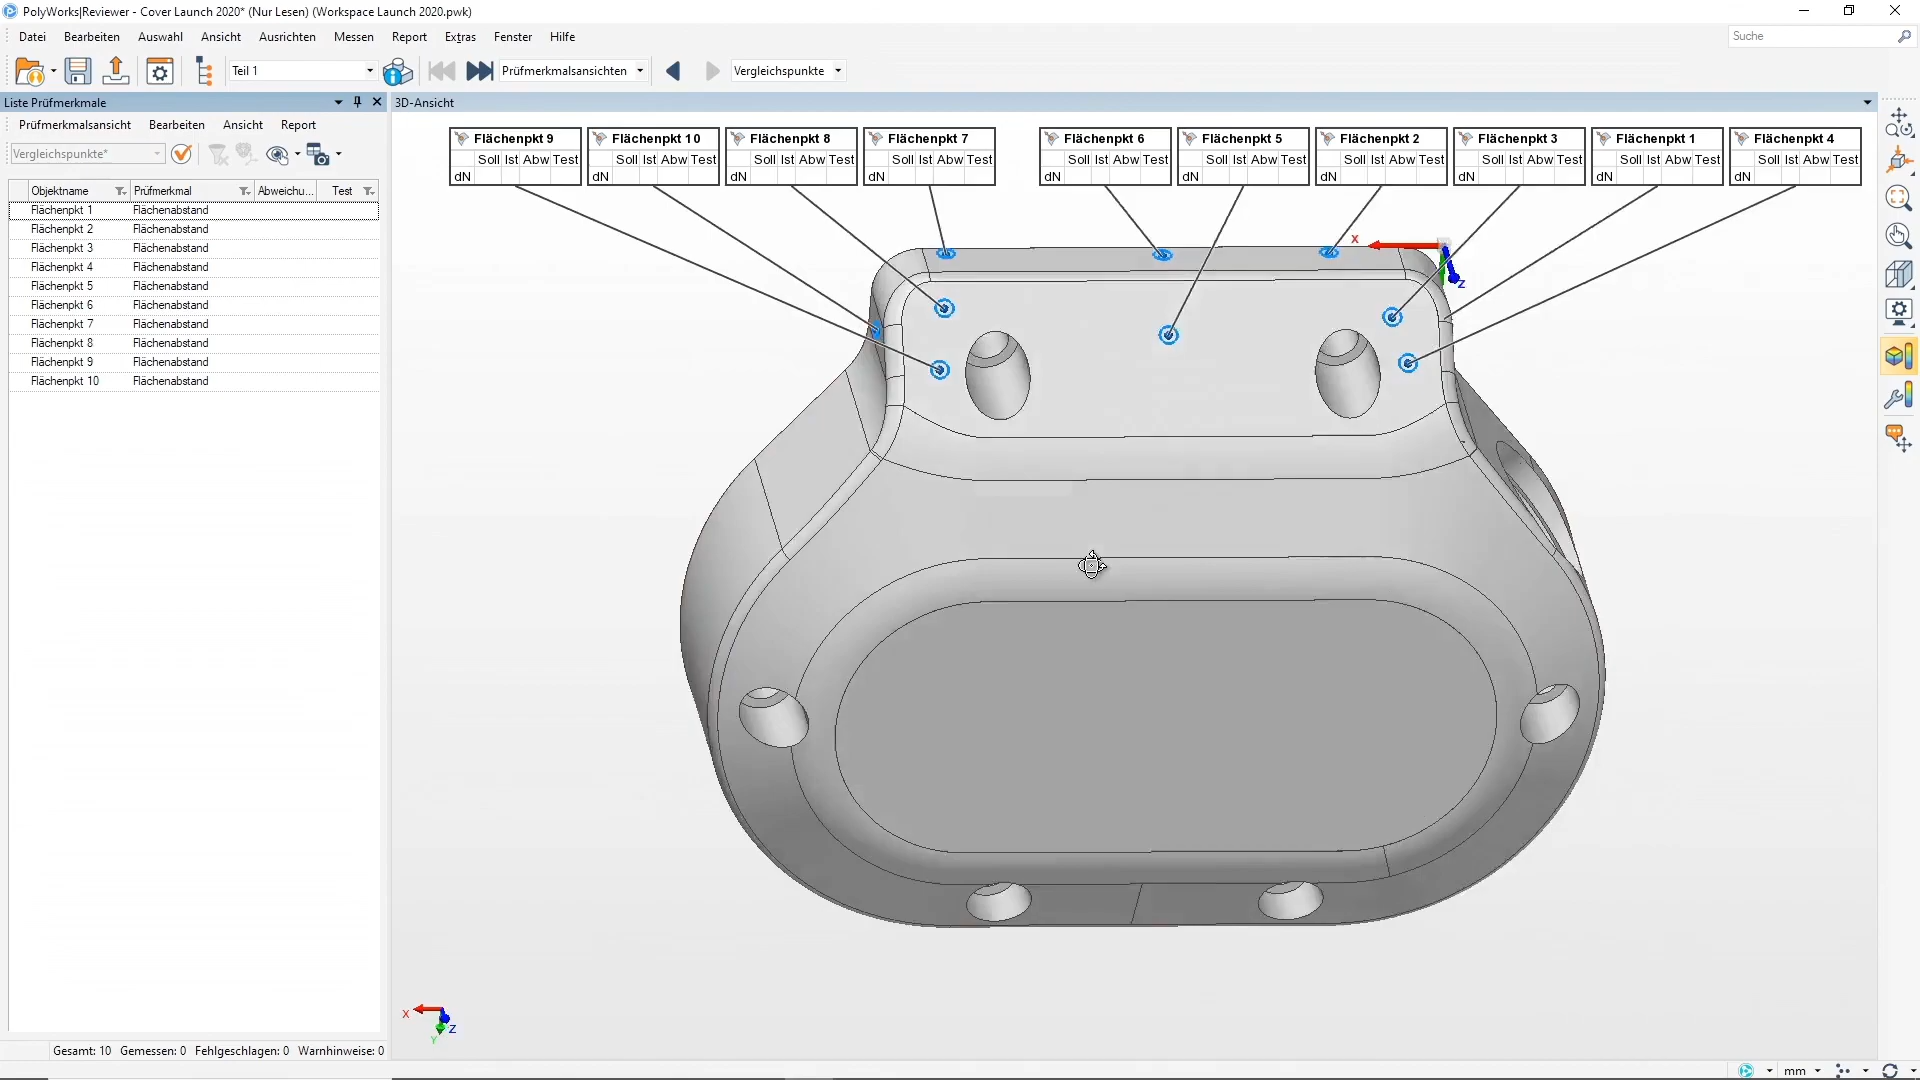 PolyWorks|Reviewer - Cover Launch 2020* (Nur Lesen) (Workspace Launch 2020.pwk)
Datei Bearbeiten Auswahl Ansicht Ausrichten Messen Report Extras Fenster Hilfe
Suche
Teil 1
Prüfmerkmalsansichten
Vergleichspunkte
Liste Prüfmerkmale
3D-Ansicht
Prüfmerkmalsansicht Bearbeiten Ansicht Report
Vergleichspunkte*
Objektname Prüfmerkmal Abweichu... Test
Flächenpkt 1 Flächenabstand
Flächenpkt 2 Flächenabstand
Flächenpkt 3 Flächenabstand
Flächenpkt 4 Flächenabstand
Flächenpkt 5 Flächenabstand
Flächenpkt 6 Flächenabstand
Flächenpkt 7 Flächenabstand
Flächenpkt 8 Flächenabstand
Flächenpkt 9 Flächenabstand
Flächenpkt 10 Flächenabstand
Gesamt: 10 Gemessen: 0 Fehlgeschlagen: 0 Warnhinweise: 0
Flächenpkt 9
Soll Ist Abw Test
dN
Flächenpkt 10
Soll Ist Abw Test
dN
Flächenpkt 8
Soll Ist Abw Test
dN
Flächenpkt 7
Soll Ist Abw Test
dN
Flächenpkt 6
Soll Ist Abw Test
dN
Flächenpkt 5
Soll Ist Abw Test
dN
Flächenpkt 2
Soll Ist Abw Test
dN
Flächenpkt 3
Soll Ist Abw Test
dN
Flächenpkt 1
Soll Ist Abw Test
dN
Flächenpkt 4
Soll Ist Abw Test
dN
X
Z
X
Z
Y
mm